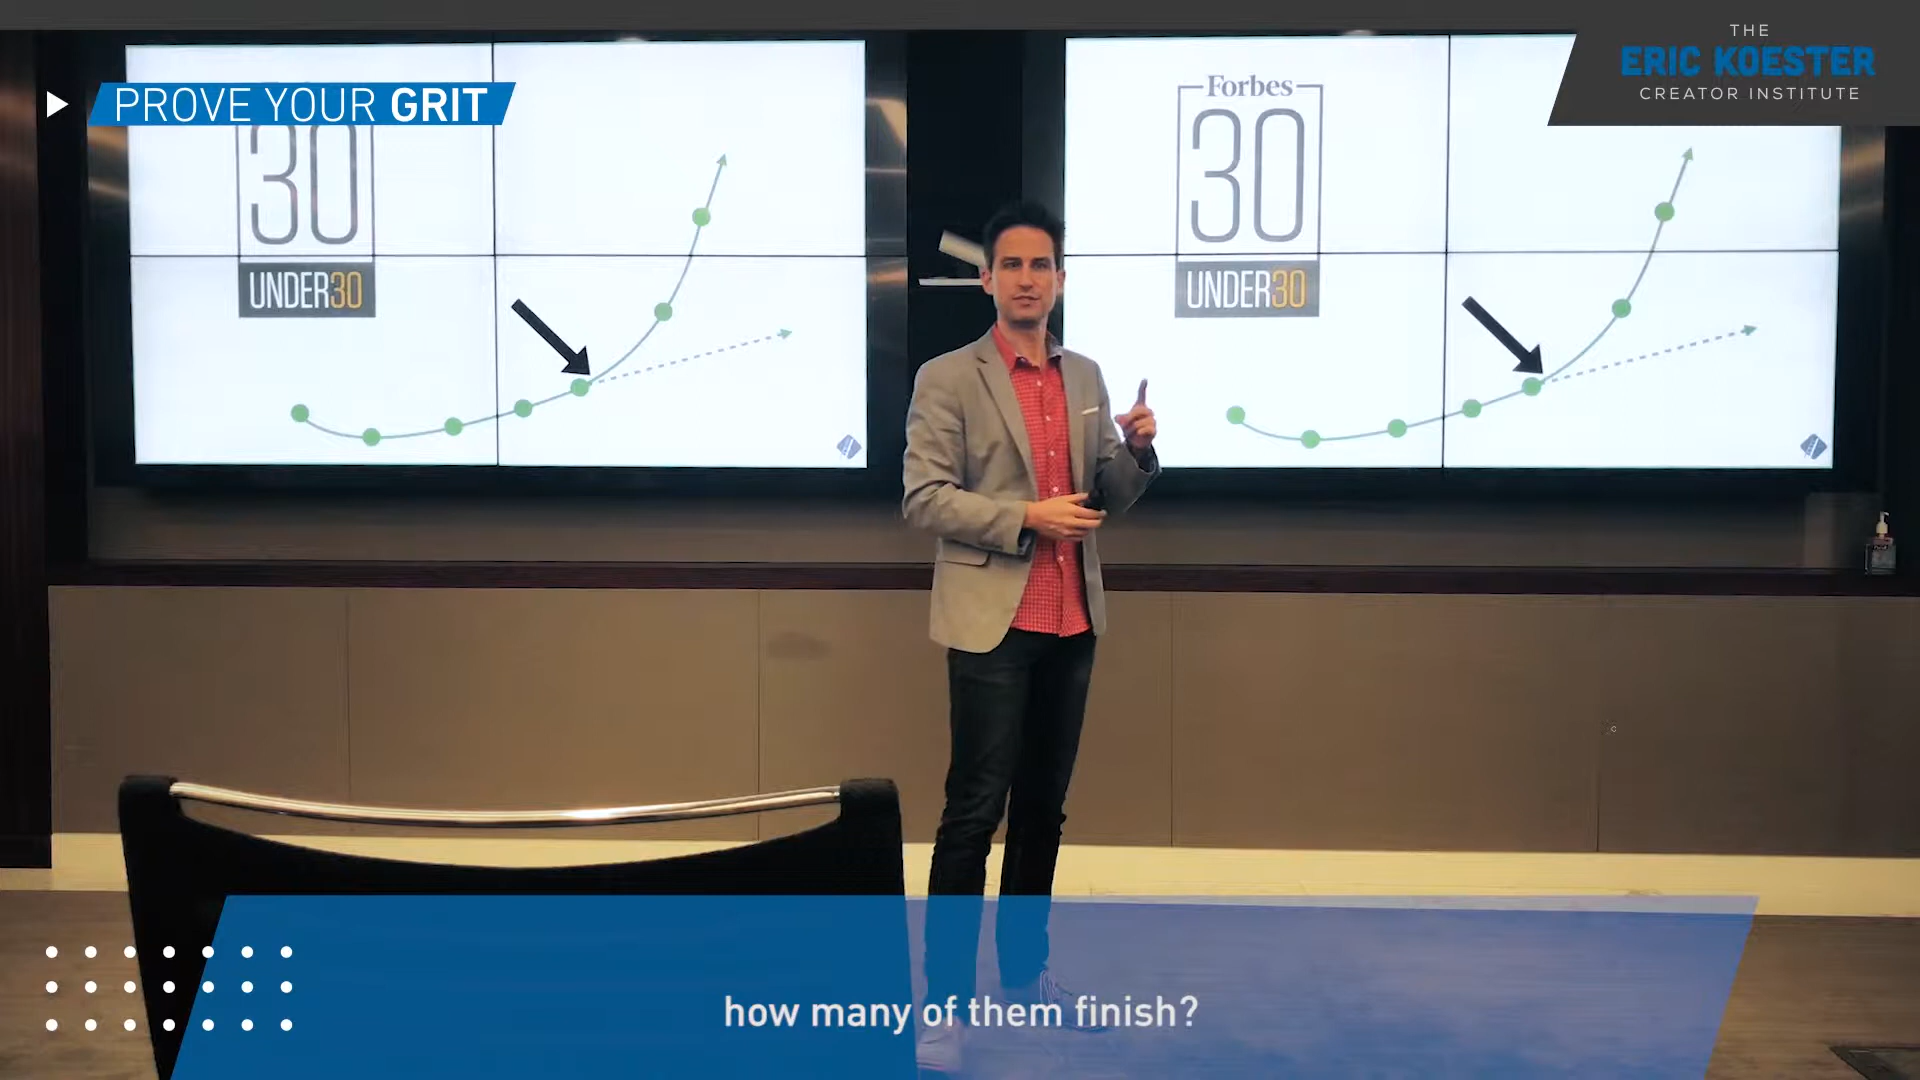 PROVE YOUR GRIT
THE
ERIC KOESTER
CREATOR INSTITUTE
30
UNDER30
Forbes
30
UNDER30
how many of them finish?